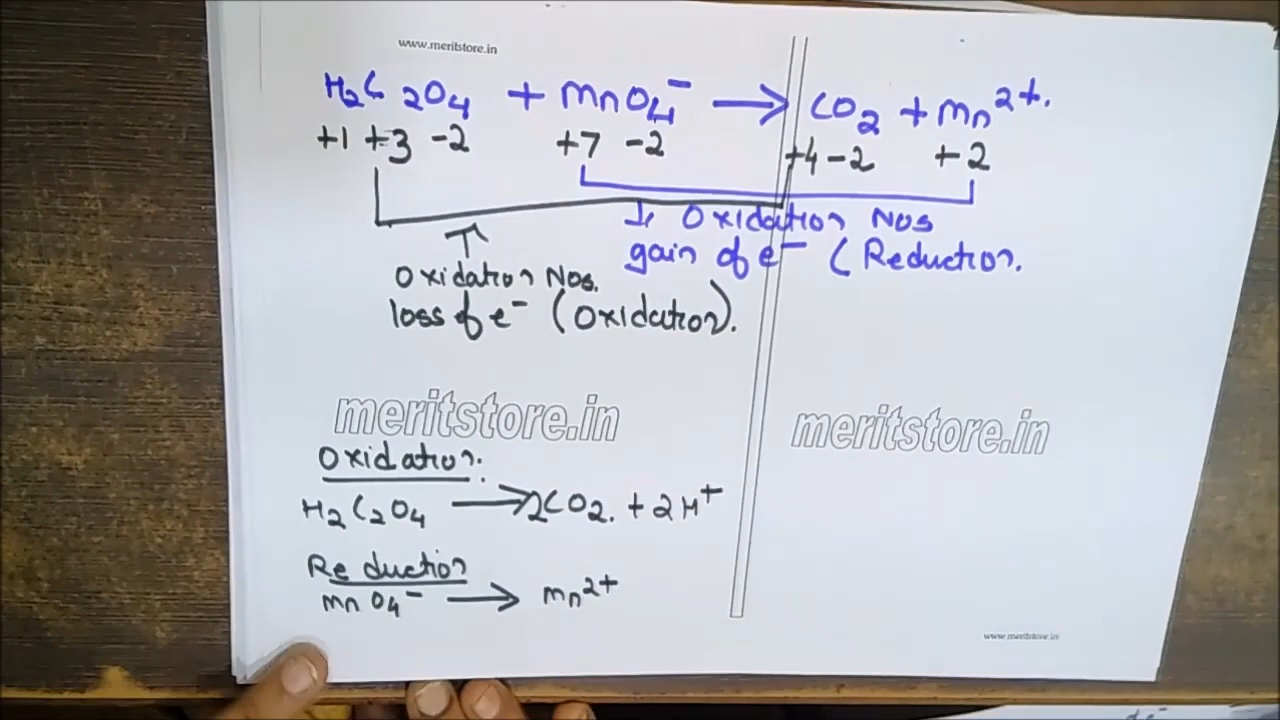 www.meritstore.in
H₂C₂O₄ + MnO₄⁻ → CO₂ + Mn²⁺.
+1 +3 -2 +7 -2 +4 -2 +2
↓ Oxidation Nos
gain of e⁻ (Reduction.
↑
Oxidation Nos.
loss of e⁻ (Oxidation).
meritstore.in meritstore.in
Oxidation.
H₂C₂O₄ → 2CO₂. + 2H⁺
Reduction
MnO₄⁻ → Mn²⁺
www.meritstore.in